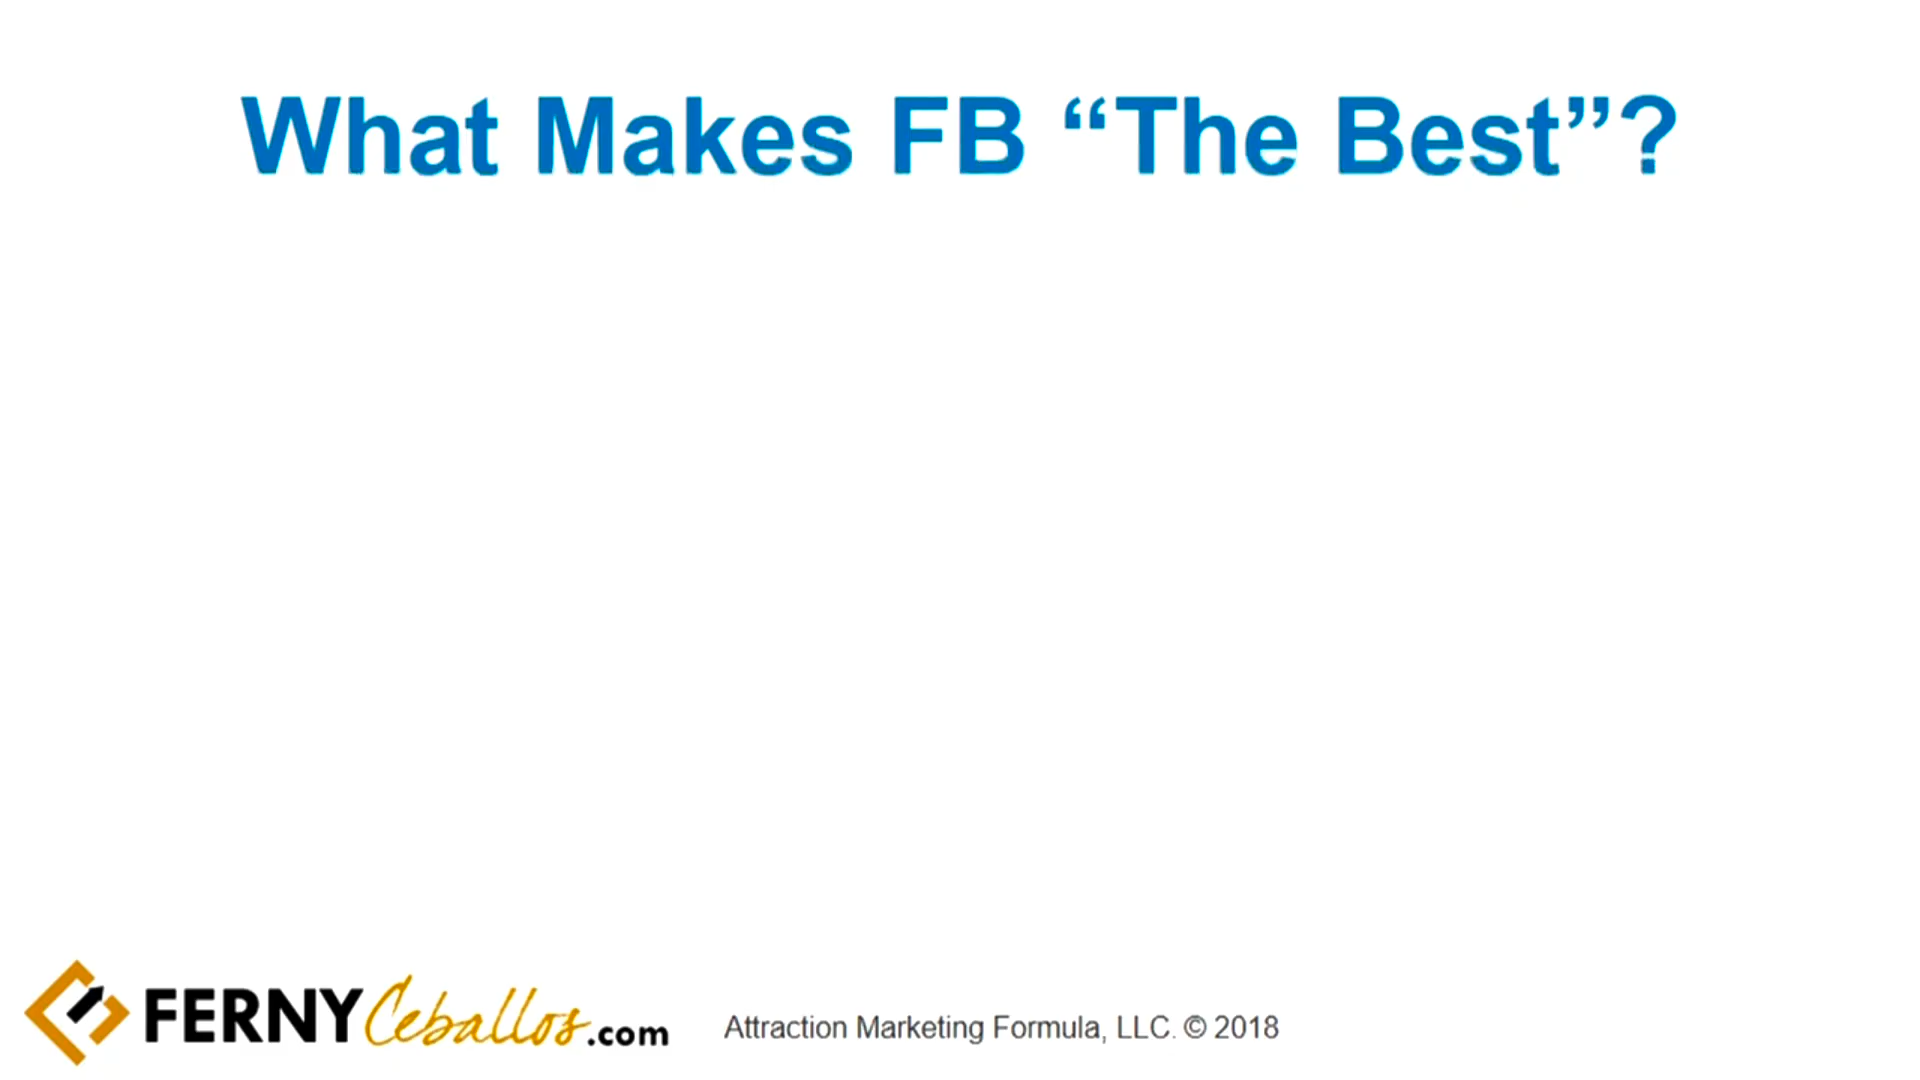 What Makes FB “The Best”?
FERNYCeballos.com
Attraction Marketing Formula, LLC. © 2018